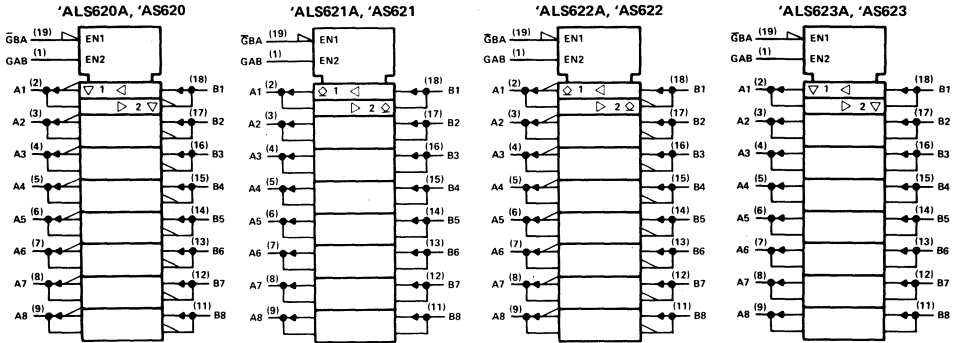 'ALS620A, 'AS620
G̅BA (19) EN1
GAB (1) EN2
A1 (2) ▽ 1 ◁ (18) B1
▷ 2 ▽
A2 (3) (17) B2
A3 (4) (16) B3
A4 (5) (15) B4
A5 (6) (14) B5
A6 (7) (13) B6
A7 (8) (12) B7
A8 (9) (11) B8
'ALS621A, 'AS621
G̅BA (19) EN1
GAB (1) EN2
A1 (2) ⎐ 1 ◁ (18) B1
▷ 2 ⎐
A2 (3) (17) B2
A3 (4) (16) B3
A4 (5) (15) B4
A5 (6) (14) B5
A6 (7) (13) B6
A7 (8) (12) B7
A8 (9) (11) B8
'ALS622A, 'AS622
G̅BA (19) EN1
GAB (1) EN2
A1 (2) ⎐ 1 ◁ (18) B1
▷ 2 ⎐
A2 (3) (17) B2
A3 (4) (16) B3
A4 (5) (15) B4
A5 (6) (14) B5
A6 (7) (13) B6
A7 (8) (12) B7
A8 (9) (11) B8
'ALS623A, 'AS623
G̅BA (19) EN1
GAB (1) EN2
A1 (2) ▽ 1 ◁ (18) B1
▷ 2 ▽
A2 (3) (17) B2
A3 (4) (16) B3
A4 (5) (15) B4
A5 (6) (14) B5
A6 (7) (13) B6
A7 (8) (12) B7
A8 (9) (11) B8